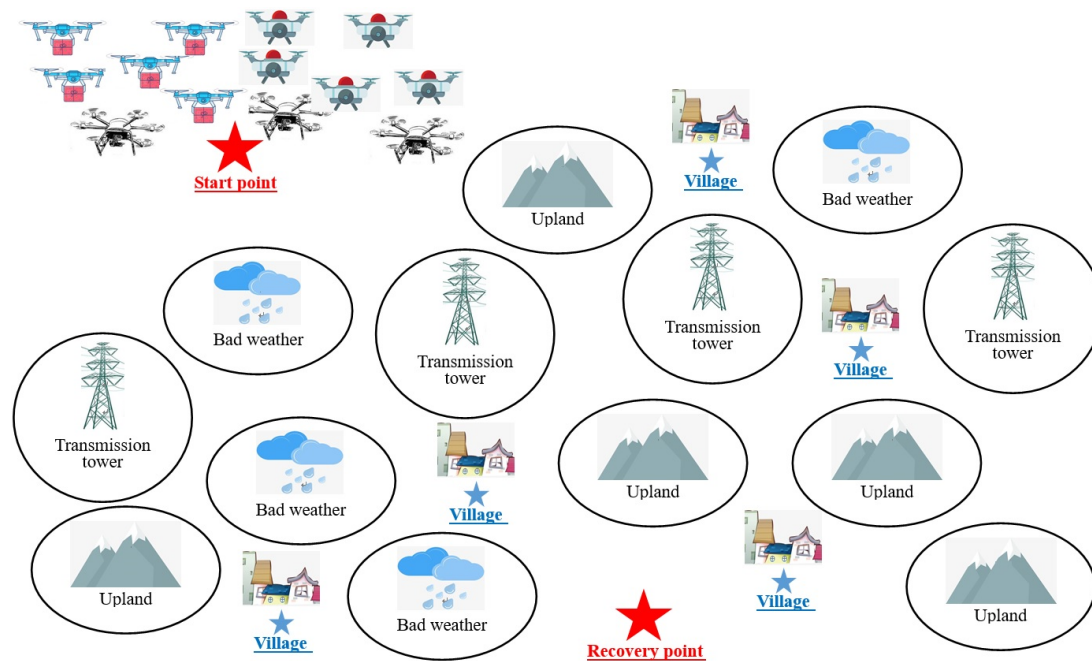 Start point
Village
Bad weather
Upland
Bad weather
Transmission
tower
Transmission
tower
Transmission
tower
Village
Transmission
tower
Bad weather
Village
Upland
Upland
Upland
Village
Bad weather
Village
Upland
Recovery point